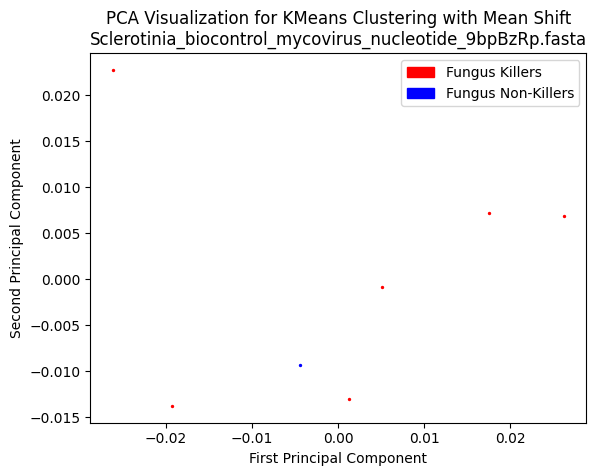 PCA Visualization for KMeans Clustering with Mean Shift
Sclerotinia_biocontrol_mycovirus_nucleotide_9bpBzRp.fasta
Fungus Killers
Fungus Non-Killers
Second Principal Component
0.020
0.015
0.010
0.005
0.000
−0.005
−0.010
−0.015
−0.02
−0.01
0.00
0.01
0.02
First Principal Component